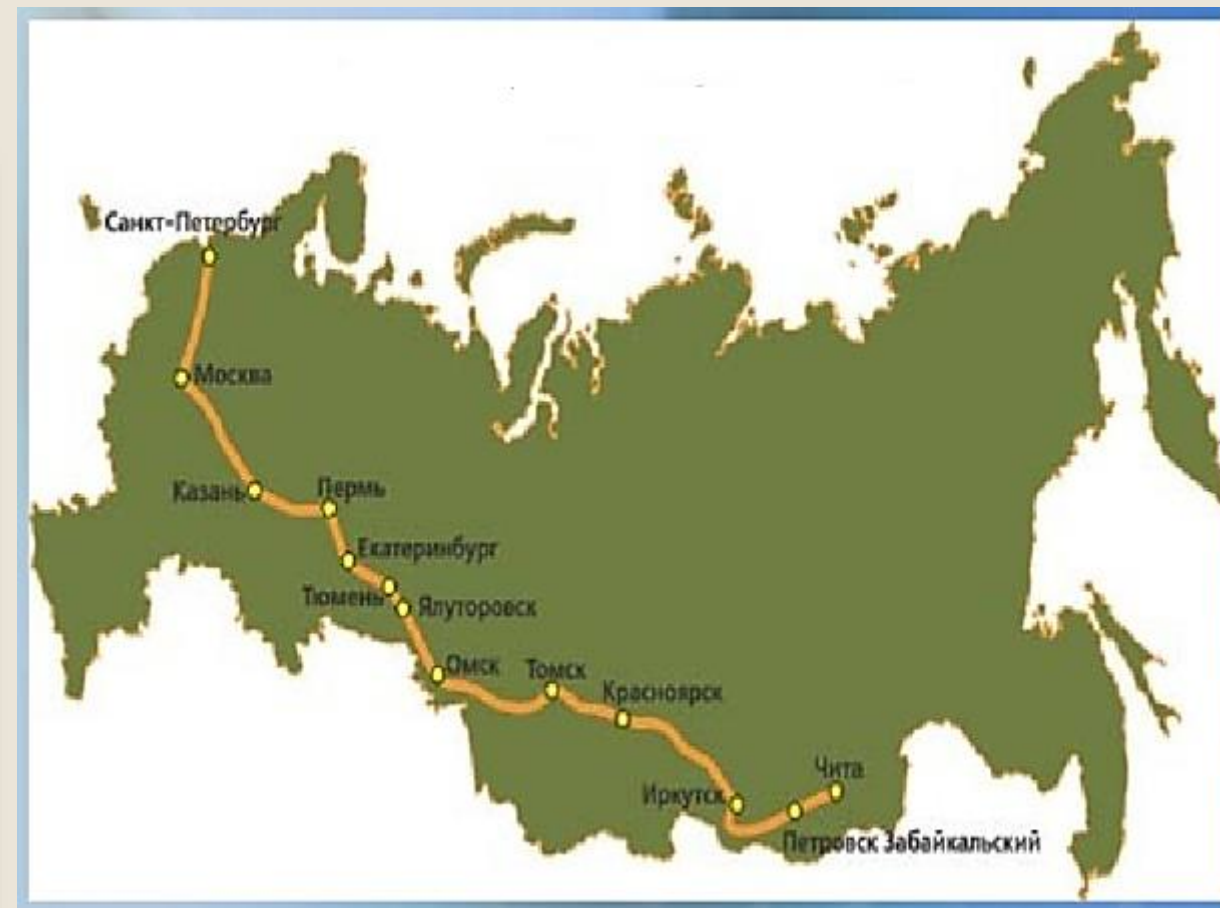 Санкт-Петербург
Москва
Казань
Пермь
Екатеринбург
Тюмень
Ялуторовск
Омск
Томск
Красноярск
Иркутск
Чита
Петровск Забайкальский